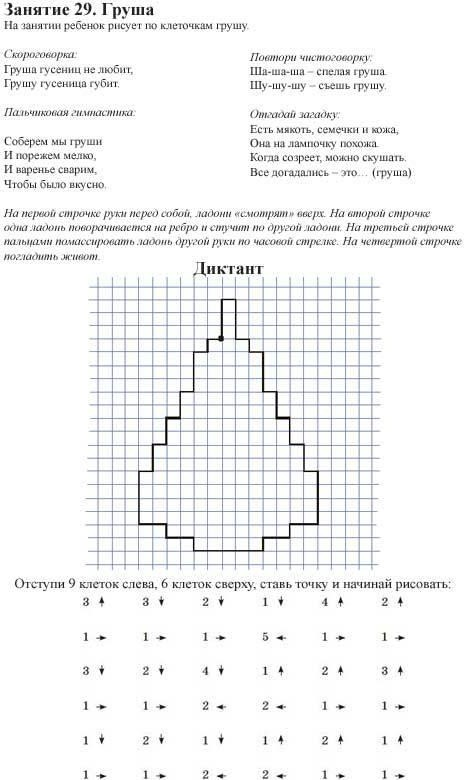 Занятие 29. Груша
На занятии ребенок рисует по клеточкам грушу.
Скороговорка:
Груша гусениц не любит,
Грушу гусеница губит.
Повтори чистоговорку:
Ша-ша-ша – спелая груша.
Шу-шу-шу – съешь грушу.
Пальчиковая гимнастика:
Соберем мы груши
И порежем мелко,
И варенье сварим,
Чтобы было вкусно.
Отгадай загадку:
Есть мякоть, семечки и кожа,
Она на лампочку похожа.
Когда созреет, можно скушать.
Все догадались – это… (груша)
На первой строчке руки перед собой, ладони «смотрят» вверх. На второй строчке
одна ладонь поворачивается на ребро и стучит по другой ладони. На третьей строчке
пальцами помассировать ладонь другой руки по часовой стрелке. На четвертой строчке
погладить живот.
Диктант
Отступи 9 клеток слева, 6 клеток сверху, ставь точку и начинай рисовать:
3 ↑ 3 ↓ 2 ↓ 1 ↓ 4 ↑ 2 ↑
1 → 1 → 1 → 5 ← 1 → 1 →
3 ↓ 2 ↓ 4 ↓ 1 ↑ 2 ↑ 3 ↑
1 → 1 → 2 ← 2 ← 1 → 1 →
1 ↓ 2 ↓ 1 ↓ 1 ↑ 2 ↑ 1 ↑
1 → 1 → 2 ← 2 ← 1 → 1 →